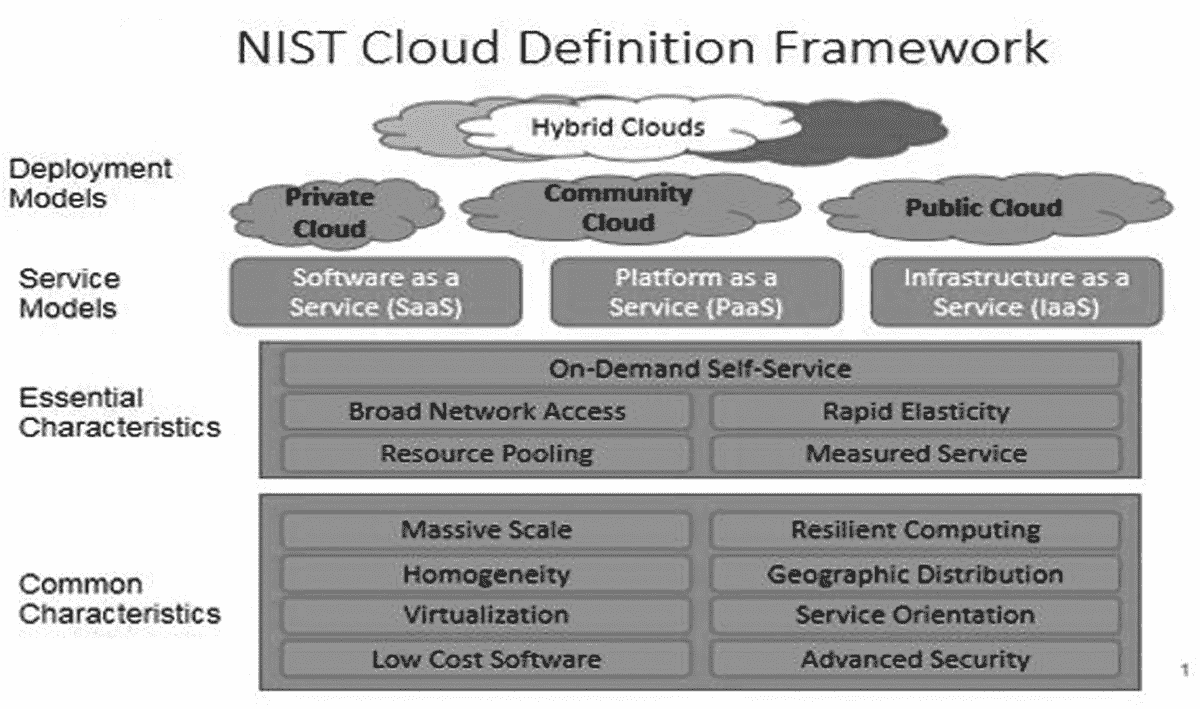 NIST Cloud Definition Framework
Hybrid Clouds
Deployment
Models
Private
Cloud
Community
Cloud
Public Cloud
Service
Models
Software as a
Service (SaaS)
Platform as a
Service (PaaS)
Infrastructure as a
Service (IaaS)
Essential
Characteristics
On-Demand Self-Service
Broad Network Access
Rapid Elasticity
Resource Pooling
Measured Service
Common
Characteristics
Massive Scale
Resilient Computing
Homogeneity
Geographic Distribution
Virtualization
Service Orientation
Low Cost Software
Advanced Security
1